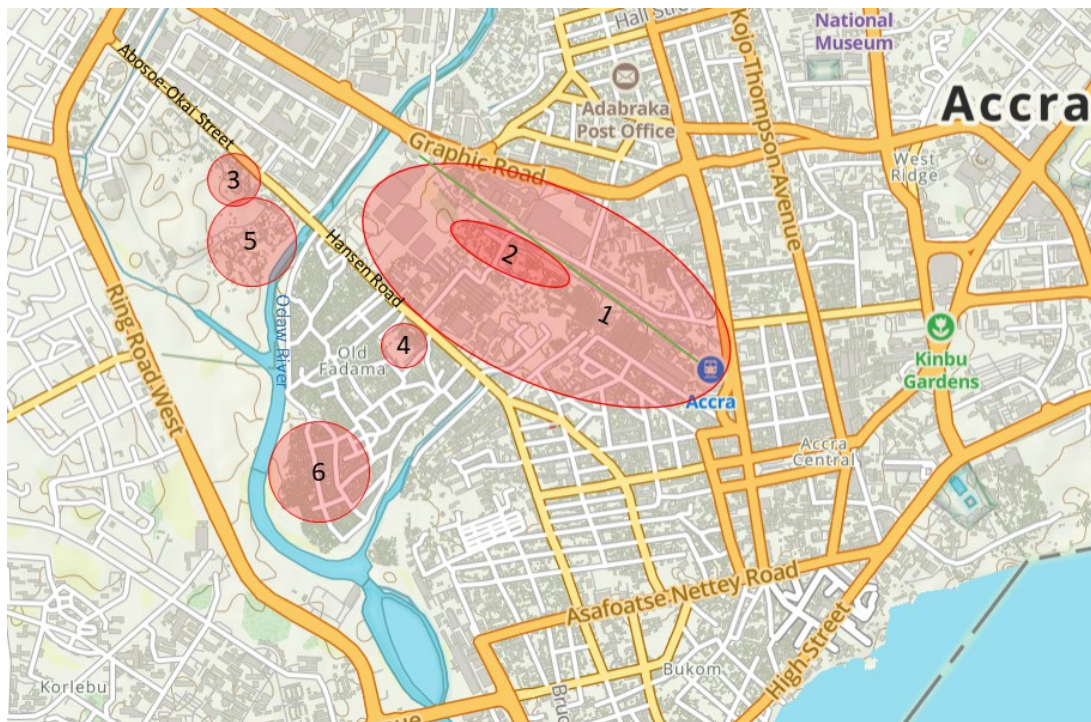 Hall Street
National
Museum
Kojo Thompson Avenue
Accra
Abosoe-Okai Street
Adabraka
Post Office
Graphic Road
West
Ridge
3
5
2
Hansen Road
1
Odaw River
4
Old
Fadama
Kinbu
Gardens
Accra
Ring Road West
Accra
Central
6
Asafoatse Nettey Road
High Street
Bukom
Korlebu